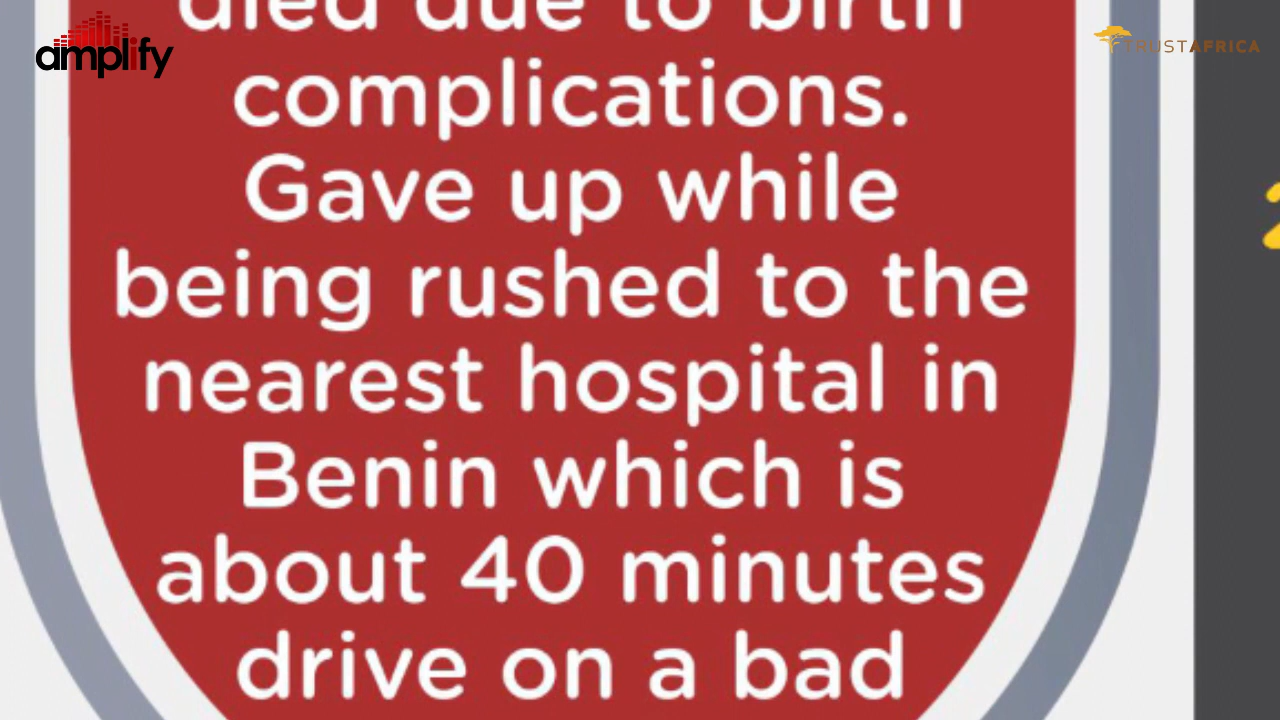 died due to birth
amplify
TRUSTAFRICA
complications.
Gave up while
being rushed to the
nearest hospital in
Benin which is
about 40 minutes
drive on a bad